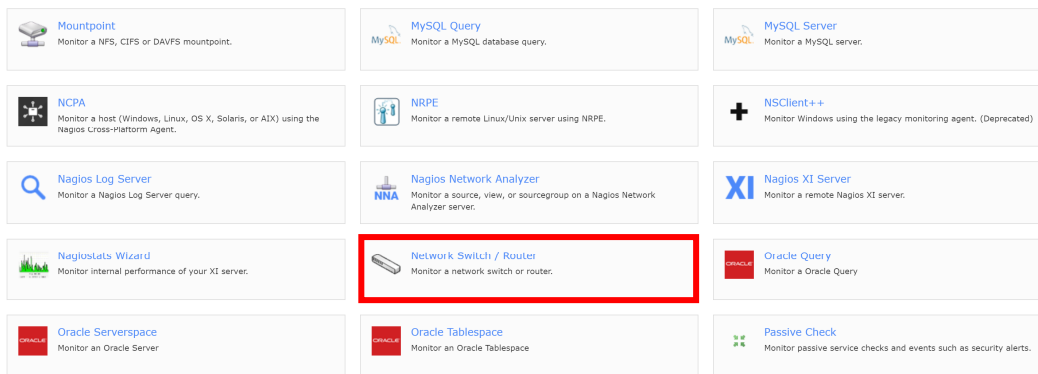 Mountpoint
Monitor a NFS, CIFS or DAVFS mountpoint.
MySQL
MySQL Query
Monitor a MySQL database query.
MySQL
MySQL Server
Monitor a MySQL server.
NCPA
Monitor a host (Windows, Linux, OS X, Solaris, or AIX) using the
Nagios Cross-Platform Agent.
NRPE
Monitor a remote Linux/Unix server using NRPE.
NSClient++
Monitor Windows using the legacy monitoring agent. (Deprecated)
Nagios Log Server
Monitor a Nagios Log Server query.
NNA
Nagios Network Analyzer
Monitor a source, view, or sourcegroup on a Nagios Network
Analyzer server.
XI
Nagios XI Server
Monitor a remote Nagios XI server.
Nagiostats Wizard
Monitor internal performance of your XI server.
Network Switch / Router
Monitor a network switch or router.
ORACLE
Oracle Query
Monitor a Oracle Query
ORACLE
Oracle Serverspace
Monitor an Oracle Server
ORACLE
Oracle Tablespace
Monitor an Oracle Tablespace
Passive Check
Monitor passive service checks and events such as security alerts.